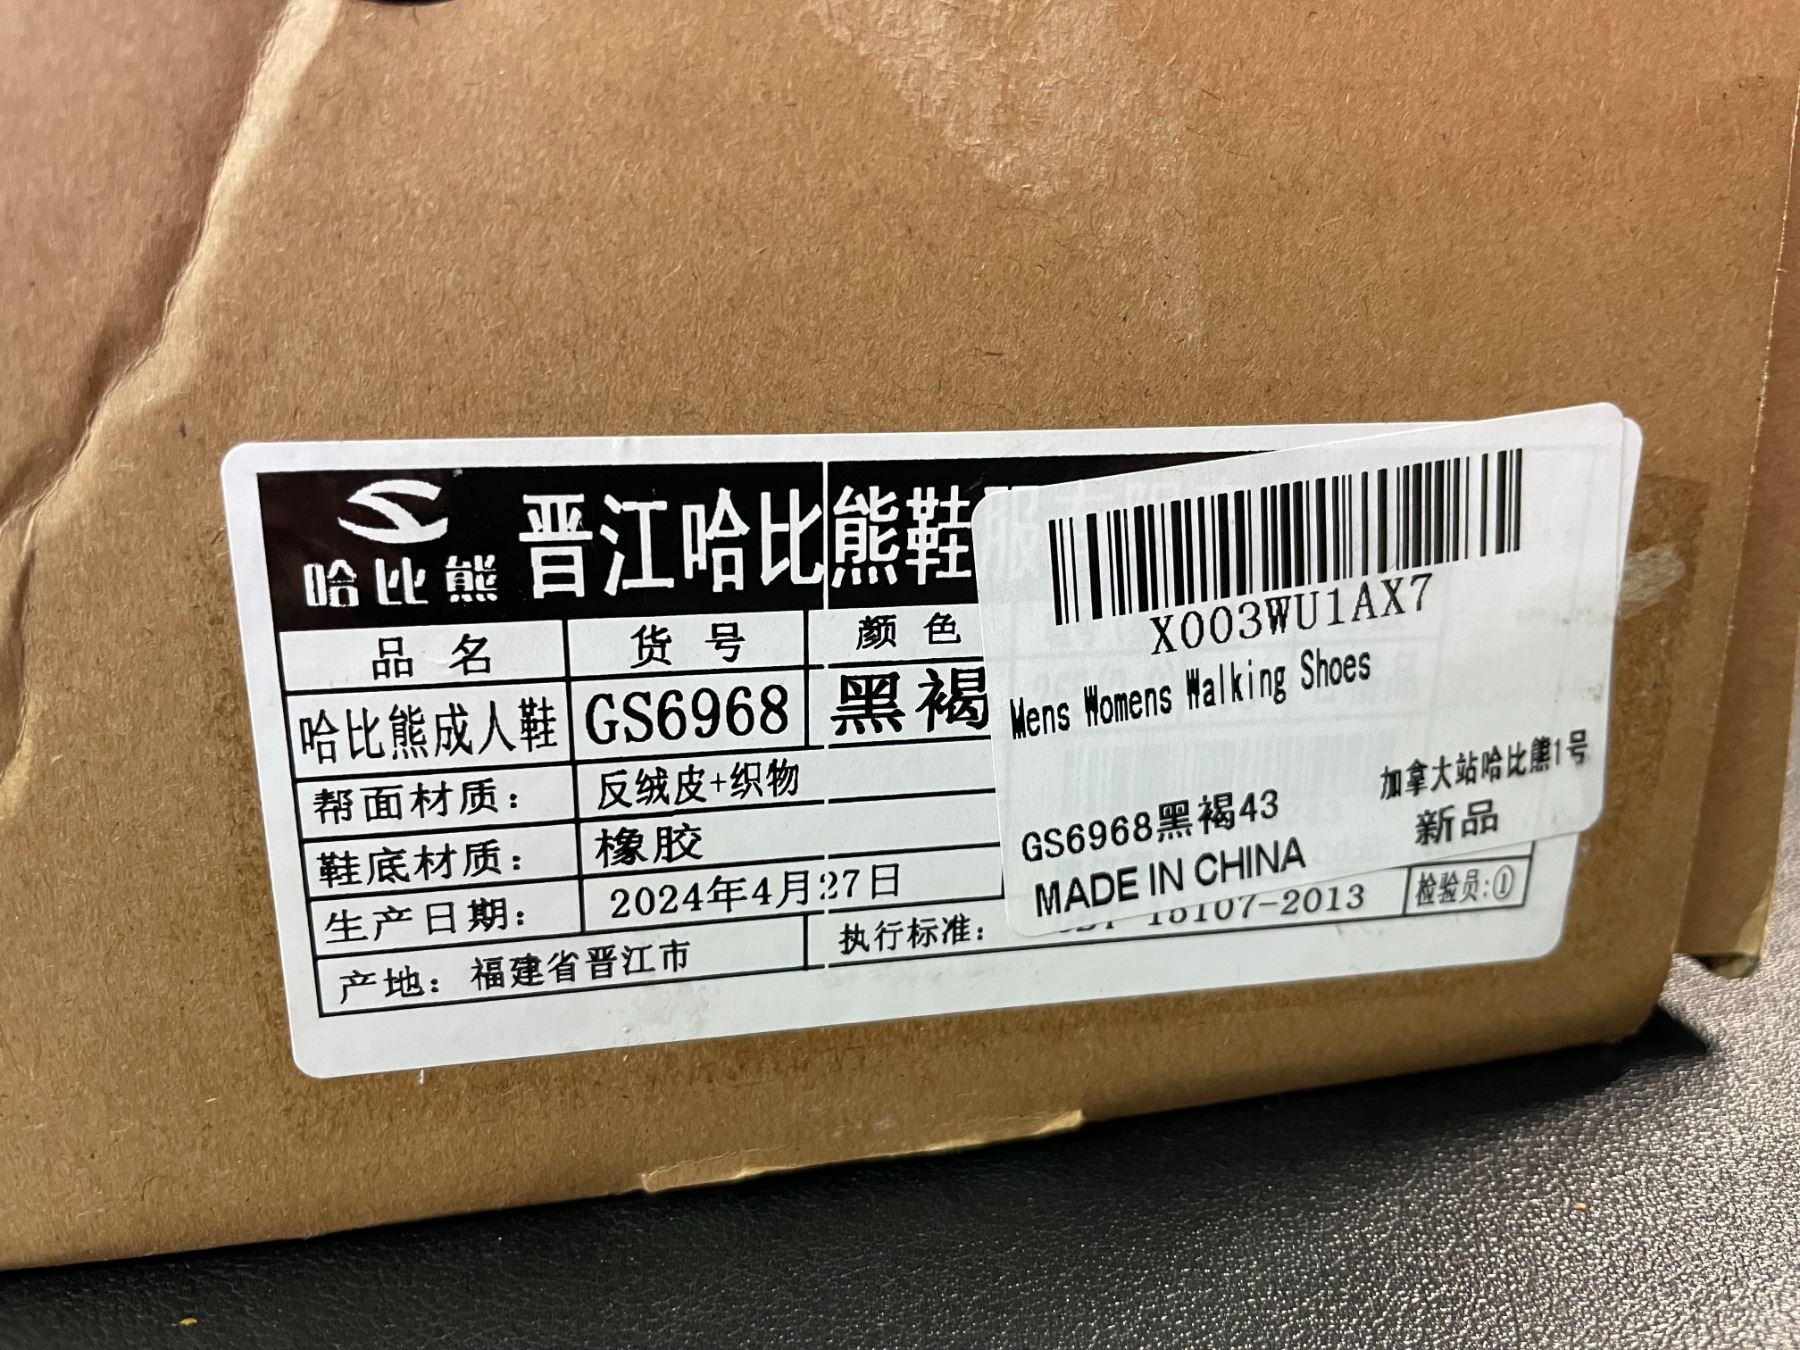 哈比熊
晋江哈比熊鞋服有限
品名 货号 颜色
哈比熊成人鞋 GS6968 黑褐
帮面材质： 反绒皮+织物
鞋底材质： 橡胶
生产日期： 2024年4月27日
产地： 福建省晋江市 执行标准： 15107-2013 检验员:①
X003WU1AX7
Mens Womens Walking Shoes
加拿大站哈比熊1号
GS6968黑褐43 新品
MADE IN CHINA